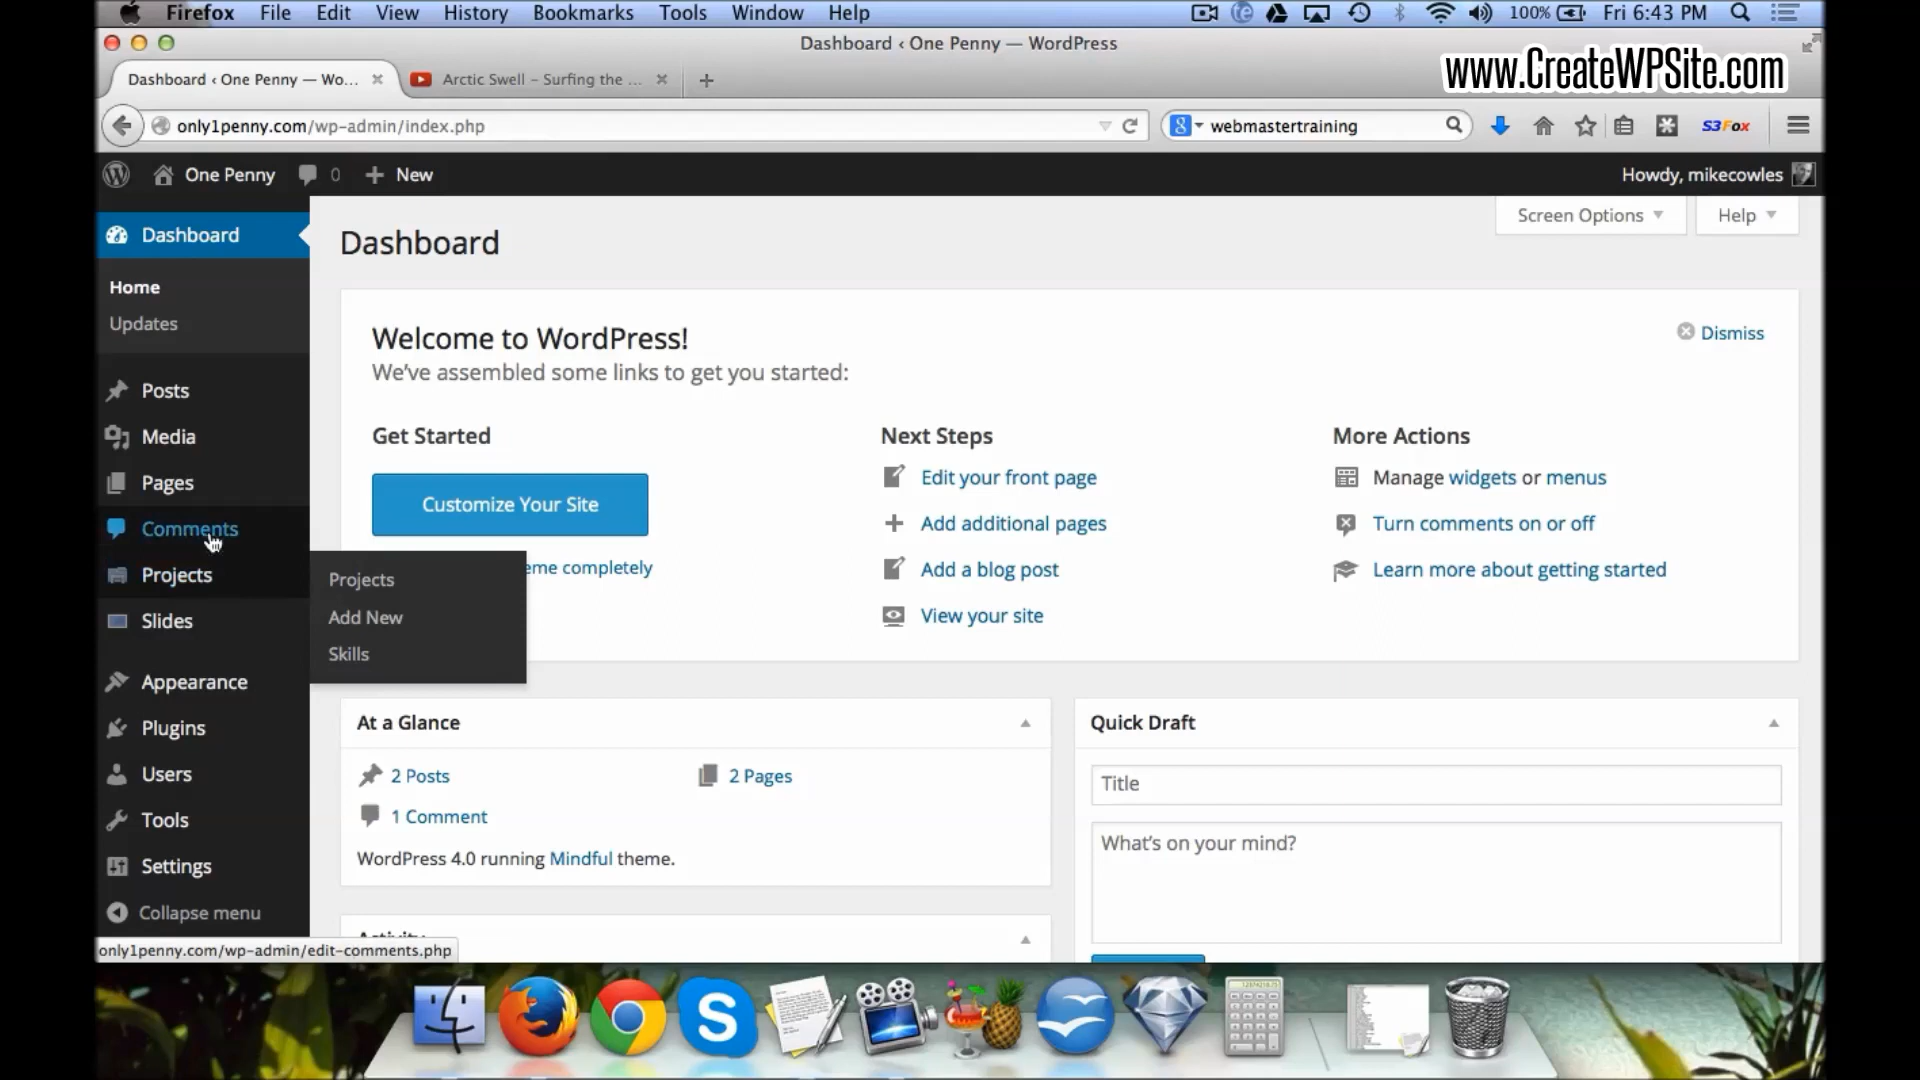 Firefox File Edit View History Bookmarks Tools Window Help 100% Fri 6:43 PM
Dashboard ‹ One Penny — WordPress
www.CreateWPSite.com
Dashboard ‹ One Penny — Wo... Arctic Swell – Surfing the ...
only1penny.com/wp-admin/index.php webmastertraining S3Fox
One Penny 0 New Howdy, mikecowles
Screen Options Help
Dashboard
Dashboard
Home
Updates
Posts
Media
Pages
Comments
Projects
Slides
Appearance
Plugins
Users
Tools
Settings
Collapse menu
Projects
Add New
Skills
Welcome to WordPress!
Dismiss
We've assembled some links to get you started:
Get Started
Customize Your Site
eme completely
Next Steps
Edit your front page
Add additional pages
Add a blog post
View your site
More Actions
Manage widgets or menus
Turn comments on or off
Learn more about getting started
At a Glance
2 Posts 2 Pages
1 Comment
WordPress 4.0 running Mindful theme.
Activity
Quick Draft
Title
What's on your mind?
only1penny.com/wp-admin/edit-comments.php